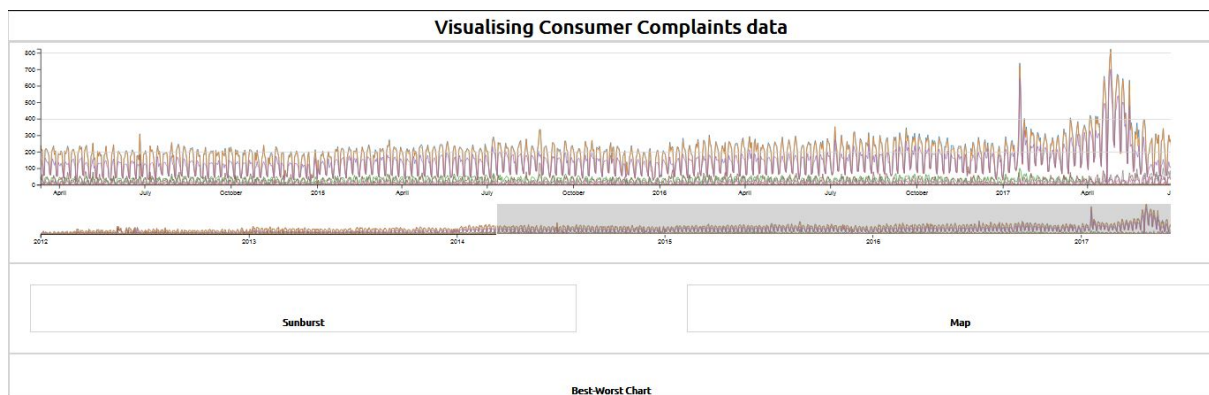 Visualising Consumer Complaints data
800
700
600
500
400
300
200
100
0
April July October 2015 April July October 2016 April July October 2017 April J
2012 2013 2014 2015 2016 2017
Sunburst Map
Best-Worst Chart